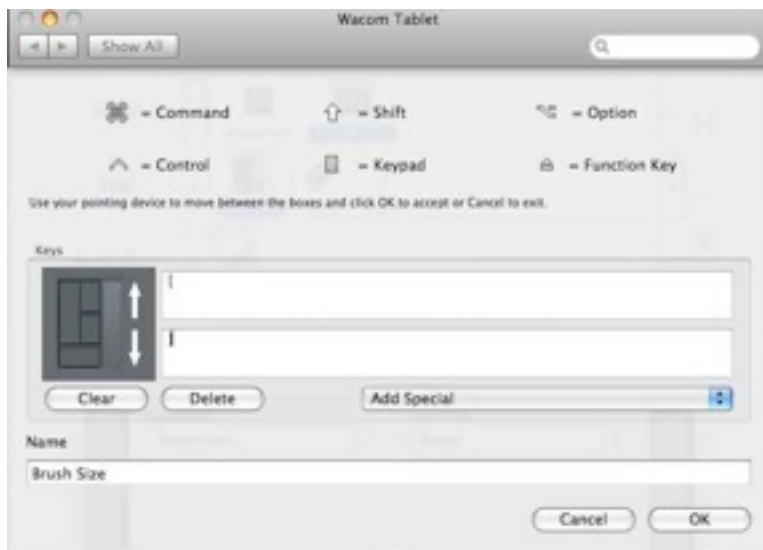 Wacom Tablet
Show All
⌘ = Command ⇧ = Shift ⌥ = Option
⌃ = Control = Keypad = Function Key
Use your pointing device to move between the boxes and click OK to accept or Cancel to exit.
Keys
[
]
Clear Delete Add Special
Name
Brush Size
Cancel OK